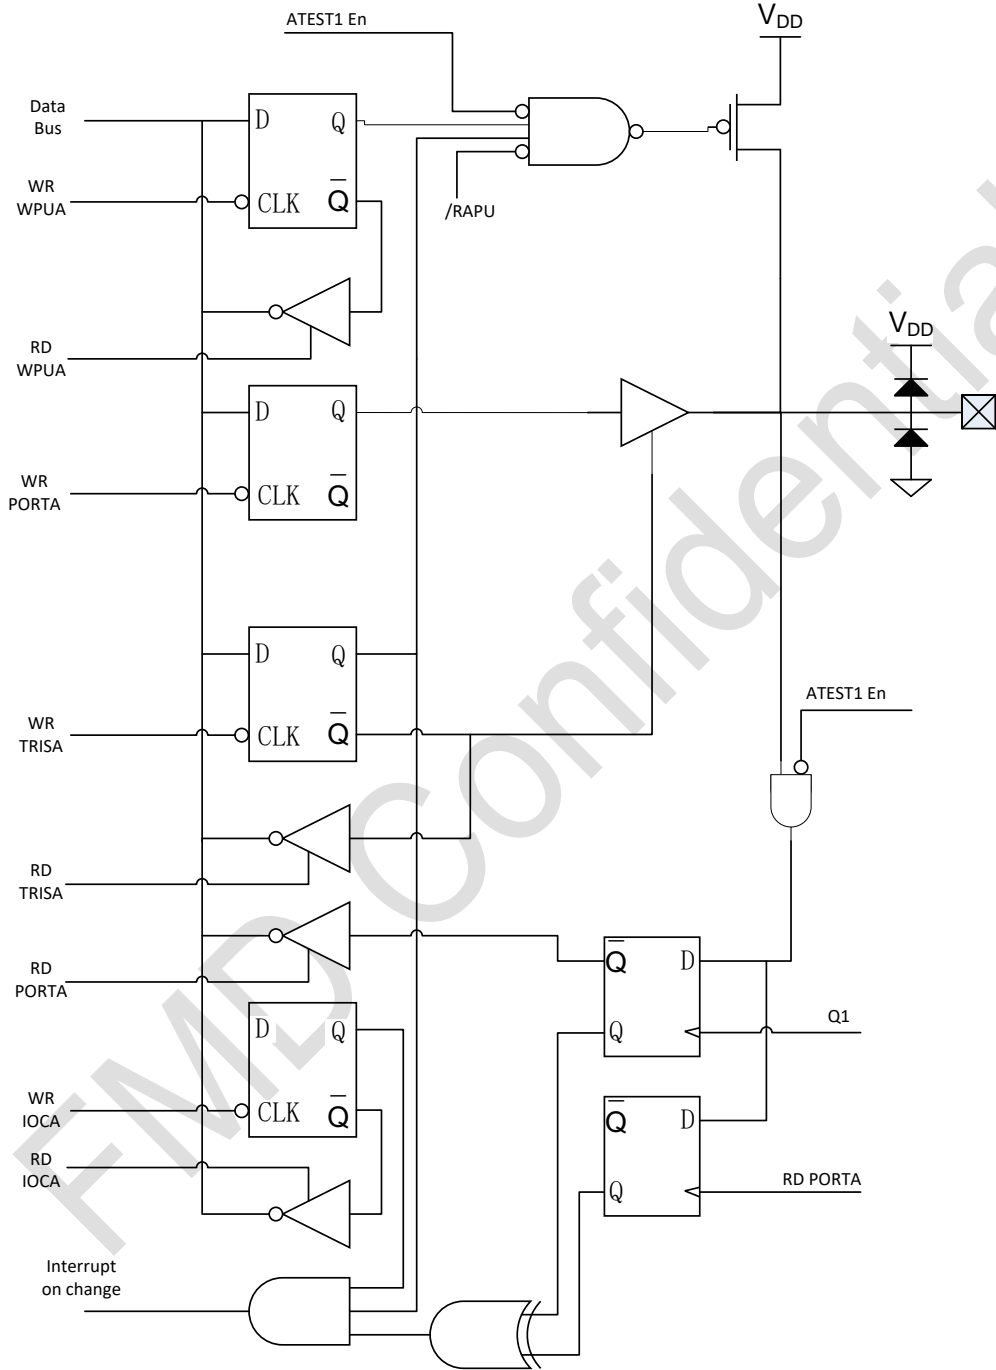 ATEST1 En
VDD
Data
Bus
D Q
WR
WPUA
CLK Q
/RAPU
RD
WPUA
VDD
D Q
WR
PORTA
CLK Q
D Q
ATEST1 En
WR
TRISA
CLK Q
RD
TRISA
RD
PORTA
Q D
Q Q1
D Q
WR
IOCA
CLK Q
Q D
RD
IOCA
Q RD PORTA
Interrupt
on change
FMD Confidential